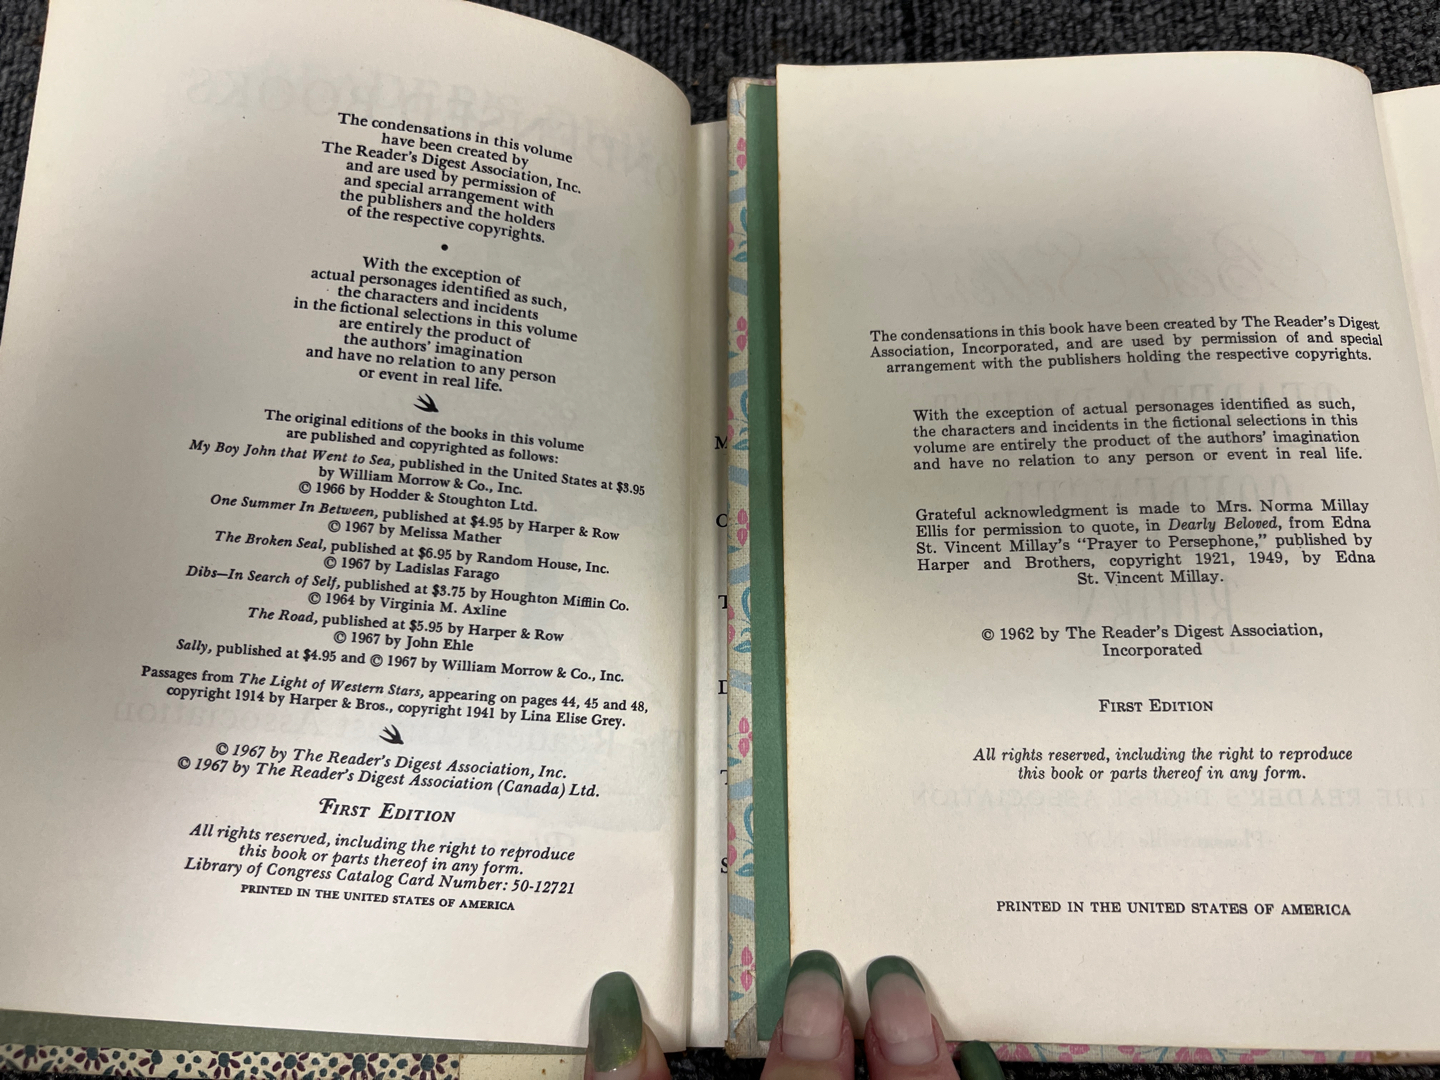 The condensations in this volume
have been created by
The Reader's Digest Association, Inc.
and are used by permission of
and special arrangement with
the publishers and the holders
of the respective copyrights.
•
With the exception of
actual personages identified as such,
the characters and incidents
in the fictional selections in this volume
are entirely the product of
the authors' imagination
and have no relation to any person
or event in real life.
The original editions of the books in this volume
are published and copyrighted as follows:
My Boy John that Went to Sea, published in the United States at $3.95
by William Morrow & Co., Inc.
© 1966 by Hodder & Stoughton Ltd.
One Summer In Between, published at $4.95 by Harper & Row
© 1967 by Melissa Mather
The Broken Seal, published at $6.95 by Random House, Inc.
© 1967 by Ladislas Farago
Dibs—In Search of Self, published at $3.75 by Houghton Mifflin Co.
© 1964 by Virginia M. Axline
The Road, published at $5.95 by Harper & Row
© 1967 by John Ehle
Sally, published at $4.95 and © 1967 by William Morrow & Co., Inc.
Passages from The Light of Western Stars, appearing on pages 44, 45 and 48,
copyright 1914 by Harper & Bros., copyright 1941 by Lina Elise Grey.
© 1967 by The Reader's Digest Association, Inc.
© 1967 by The Reader's Digest Association (Canada) Ltd.
FIRST EDITION
All rights reserved, including the right to reproduce
this book or parts thereof in any form.
Library of Congress Catalog Card Number: 50-12721
PRINTED IN THE UNITED STATES OF AMERICA
The condensations in this book have been created by The Reader's Digest
Association, Incorporated, and are used by permission of and special
arrangement with the publishers holding the respective copyrights.
With the exception of actual personages identified as such,
the characters and incidents in the fictional selections in this
volume are entirely the product of the authors' imagination
and have no relation to any person or event in real life.
Grateful acknowledgment is made to Mrs. Norma Millay
Ellis for permission to quote, in Dearly Beloved, from Edna
St. Vincent Millay's "Prayer to Persephone," published by
Harper and Brothers, copyright 1921, 1949, by Edna
St. Vincent Millay.
© 1962 by The Reader's Digest Association,
Incorporated
FIRST EDITION
All rights reserved, including the right to reproduce
this book or parts thereof in any form.
PRINTED IN THE UNITED STATES OF AMERICA